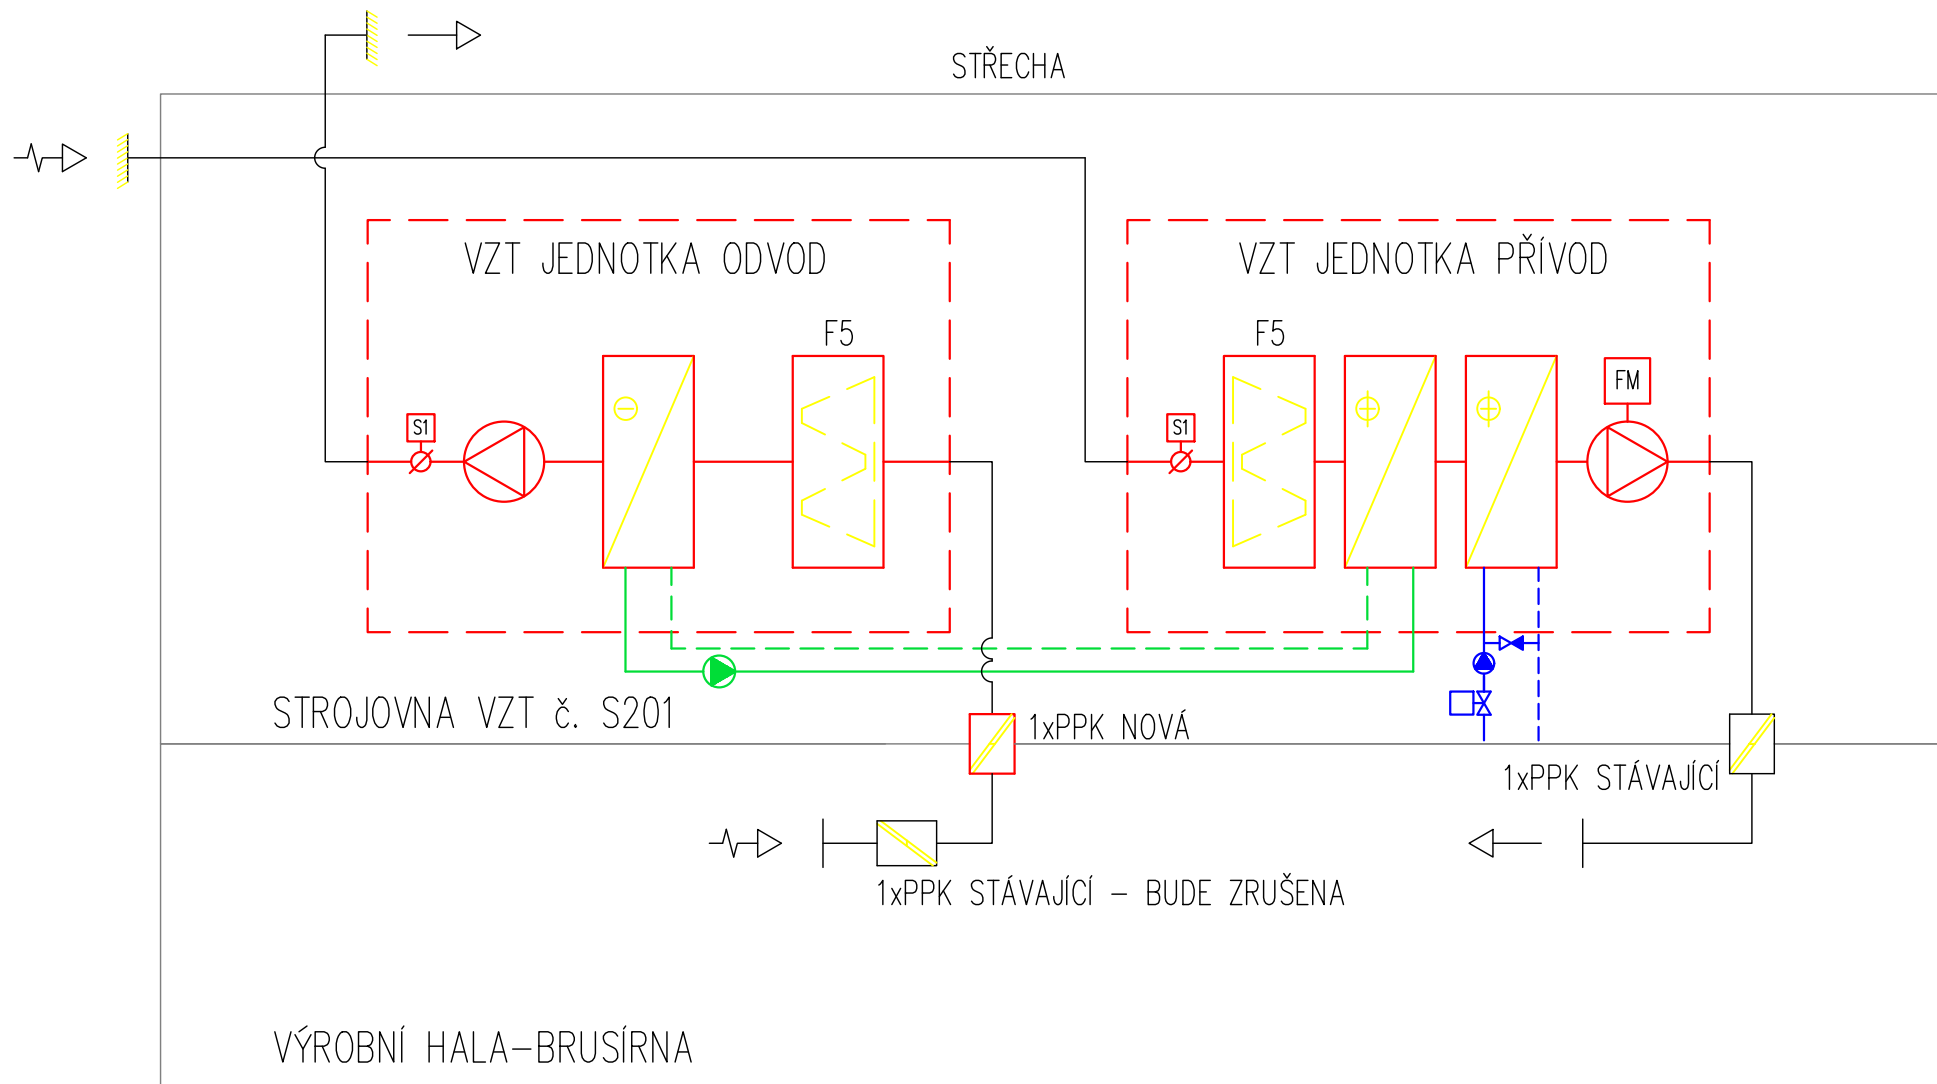 STŘECHA
VZT JEDNOTKA ODVOD
VZT JEDNOTKA PŘÍVOD
F5
F5
FM
S1
S1
STROJOVNA VZT č. S201
1xPPK NOVÁ
1xPPK STÁVAJÍCÍ
1xPPK STÁVAJÍCÍ – BUDE ZRUŠENA
VÝROBNÍ HALA–BRUSÍRNA